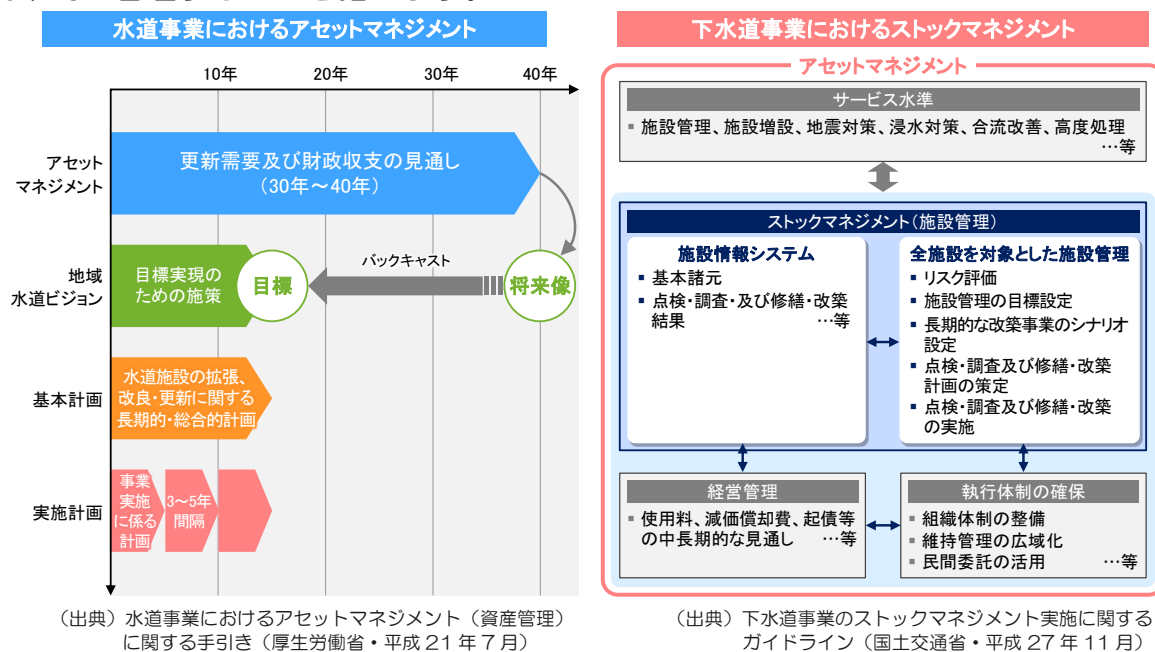 水道事業におけるアセットマネジメント
10年
20年
30年
40年
アセット
マネジメント
更新需要及び財政収支の見通し
(30年~40年)
地域
水道ビジョン
目標実現の
ための施策
目標
バックキャスト
将来像
基本計画
水道施設の拡張、
改良・更新に関する
長期的・総合的計画
実施計画
事業
実施
に係る
計画
3~5年
間隔
(出典)水道事業におけるアセットマネジメント(資産管理)
に関する手引き(厚生労働省・平成21年7月)
下水道事業におけるストックマネジメント
アセットマネジメント
サービス水準
▪ 施設管理、施設増設、地震対策、浸水対策、合流改善、高度処理
…等
ストックマネジメント(施設管理)
施設情報システム
▪ 基本諸元
▪ 点検・調査・及び修繕・改築
結果 …等
全施設を対象とした施設管理
▪ リスク評価
▪ 施設管理の目標設定
▪ 長期的な改築事業のシナリオ
設定
▪ 点検・調査及び修繕・改築
計画の策定
▪ 点検・調査及び修繕・改築
の実施
経営管理
▪ 使用料、減価償却費、起債等
の中長期的な見通し …等
執行体制の確保
▪ 組織体制の整備
▪ 維持管理の広域化
▪ 民間委託の活用 …等
(出典)下水道事業のストックマネジメント実施に関する
ガイドライン(国土交通省・平成27年11月)